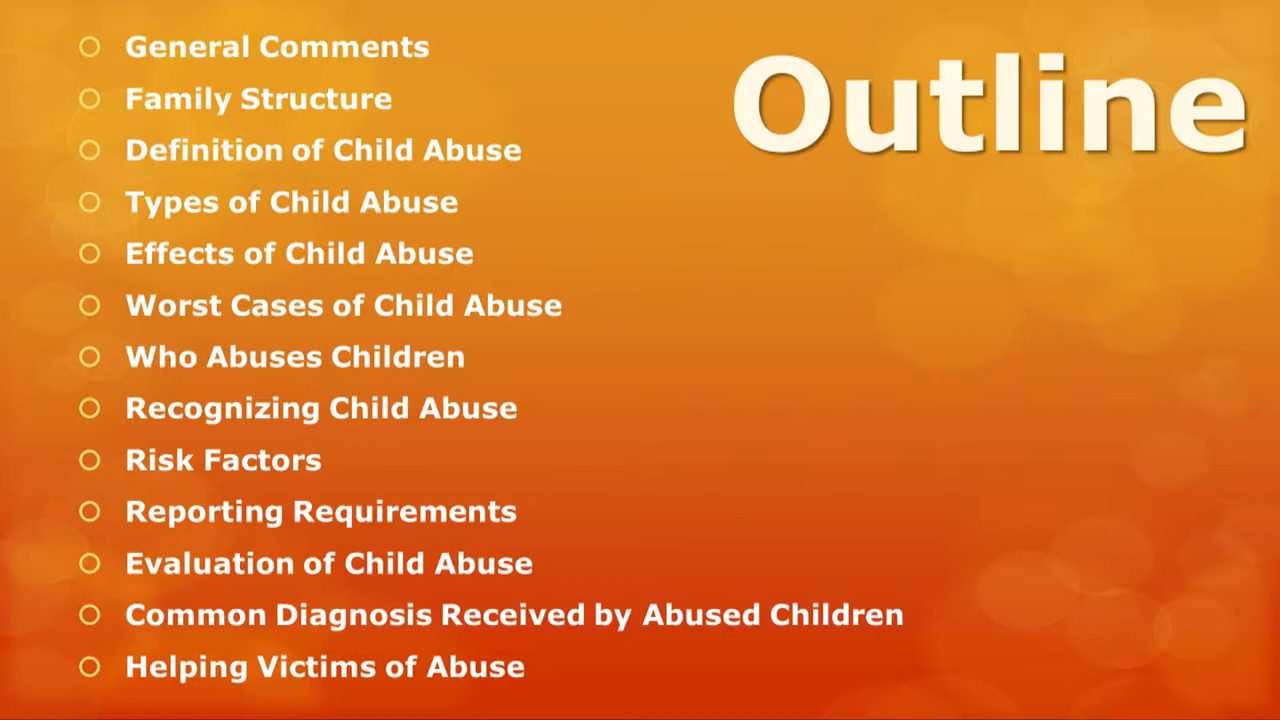 Outline
General Comments
Family Structure
Definition of Child Abuse
Types of Child Abuse
Effects of Child Abuse
Worst Cases of Child Abuse
Who Abuses Children
Recognizing Child Abuse
Risk Factors
Reporting Requirements
Evaluation of Child Abuse
Common Diagnosis Received by Abused Children
Helping Victims of Abuse